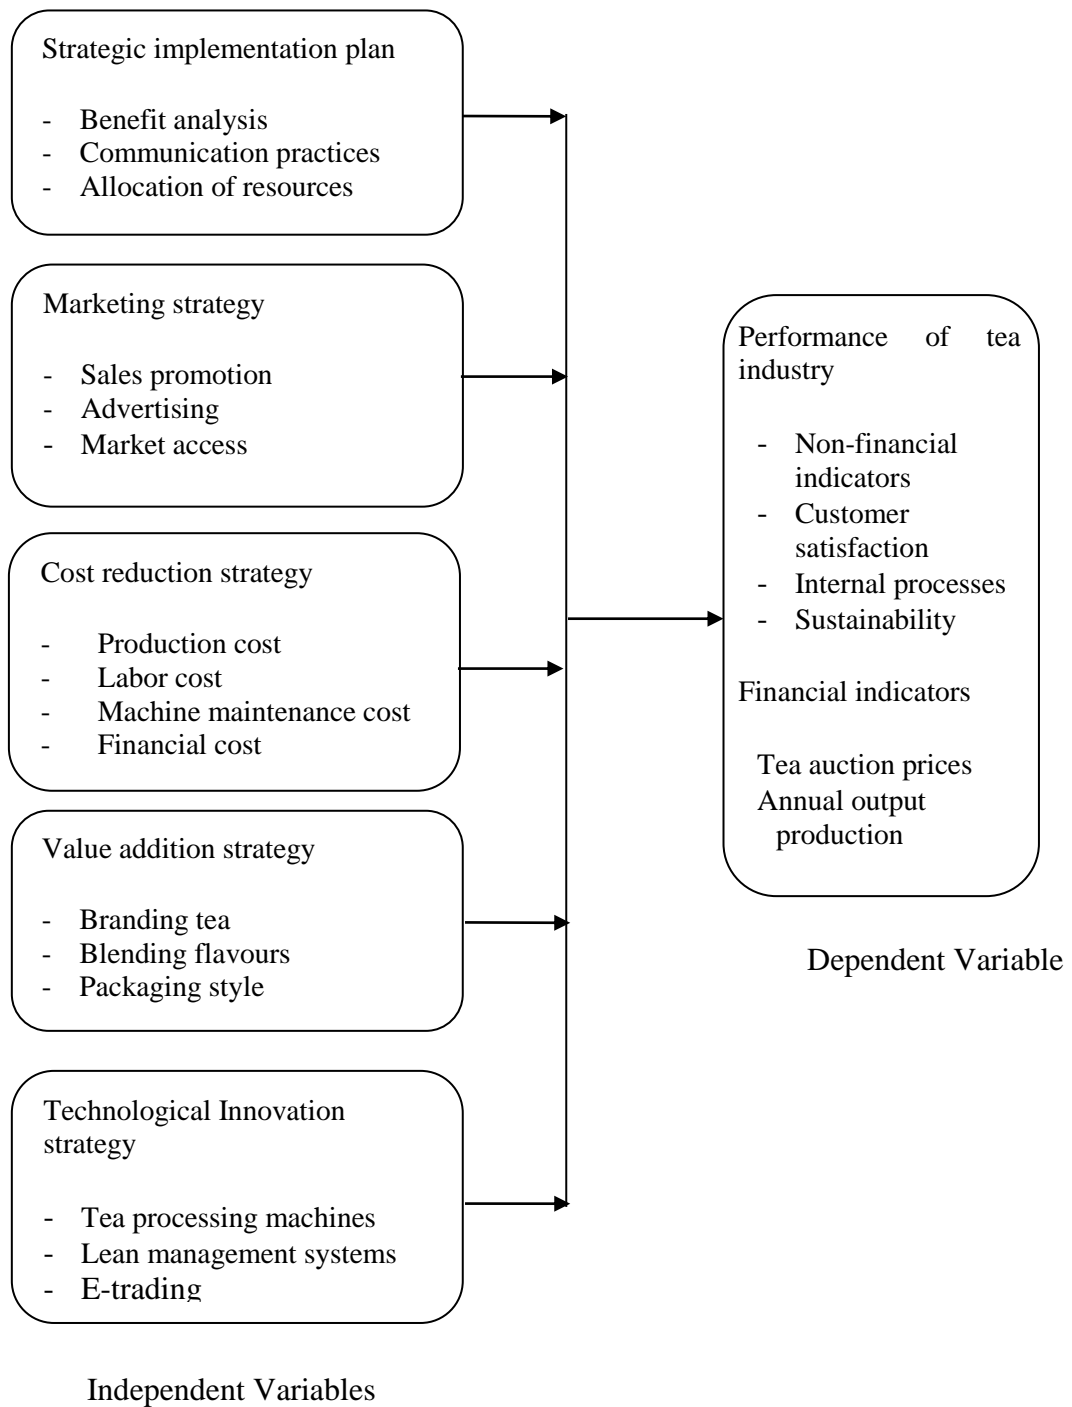 Strategic implementation plan
- Benefit analysis
- Communication practices
- Allocation of resources
Marketing strategy
- Sales promotion
- Advertising
- Market access
Cost reduction strategy
- Production cost
- Labor cost
- Machine maintenance cost
- Financial cost
Value addition strategy
- Branding tea
- Blending flavours
- Packaging style
Technological Innovation
strategy
- Tea processing machines
- Lean management systems
- E-trading
Independent Variables
Performance of tea
industry
- Non-financial
indicators
- Customer
satisfaction
- Internal processes
- Sustainability
Financial indicators
Tea auction prices
Annual output
production
Dependent Variable